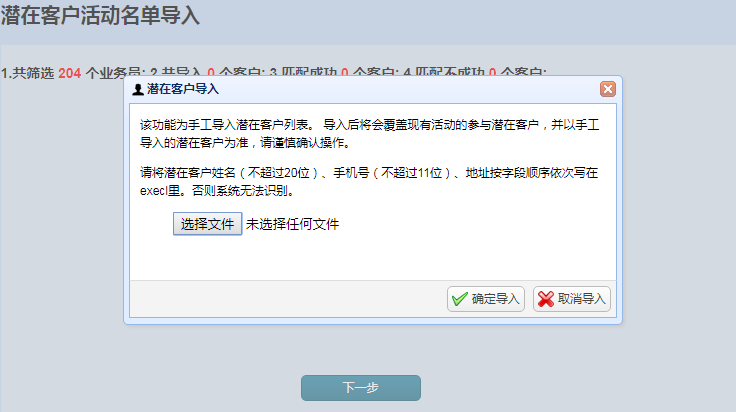 潜在客户活动名单导入
1.共筛选 204 个业务员; 2.共导入 0 个客户; 3.匹配成功 0 个客户; 4.匹配不成功 0 个客户;
潜在客户导入
该功能为手工导入潜在客户列表。 导入后将会覆盖现有活动的参与潜在客户，并以手工
导入的潜在客户为准，请谨慎确认操作。
请将潜在客户姓名（不超过20位）、手机号（不超过11位）、地址按字段顺序依次写在
execl里。否则系统无法识别。
选择文件 未选择任何文件
确定导入 取消导入
下一步